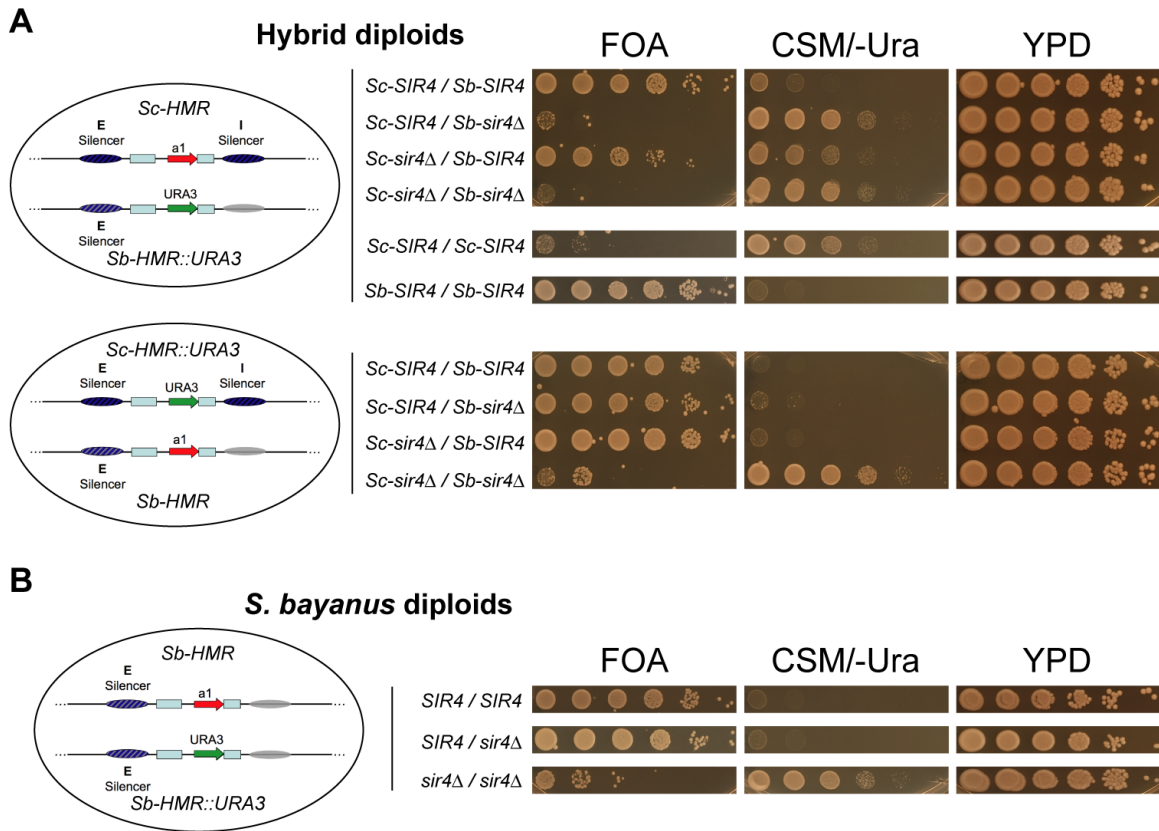 A
Hybrid diploids
FOA
CSM/-Ura
YPD
Sc-HMR
E
Silencer
a1
I
Silencer
URA3
E
Silencer
Sb-HMR::URA3
Sc-SIR4 / Sb-SIR4
Sc-SIR4 / Sb-sir4Δ
Sc-sir4Δ / Sb-SIR4
Sc-sir4Δ / Sb-sir4Δ
Sc-SIR4 / Sc-SIR4
Sb-SIR4 / Sb-SIR4
Sc-HMR::URA3
E
Silencer
URA3
I
Silencer
a1
E
Silencer
Sb-HMR
Sc-SIR4 / Sb-SIR4
Sc-SIR4 / Sb-sir4Δ
Sc-sir4Δ / Sb-SIR4
Sc-sir4Δ / Sb-sir4Δ
B
S. bayanus diploids
FOA
CSM/-Ura
YPD
Sb-HMR
E
Silencer
a1
URA3
E
Silencer
Sb-HMR::URA3
SIR4 / SIR4
SIR4 / sir4Δ
sir4Δ / sir4Δ